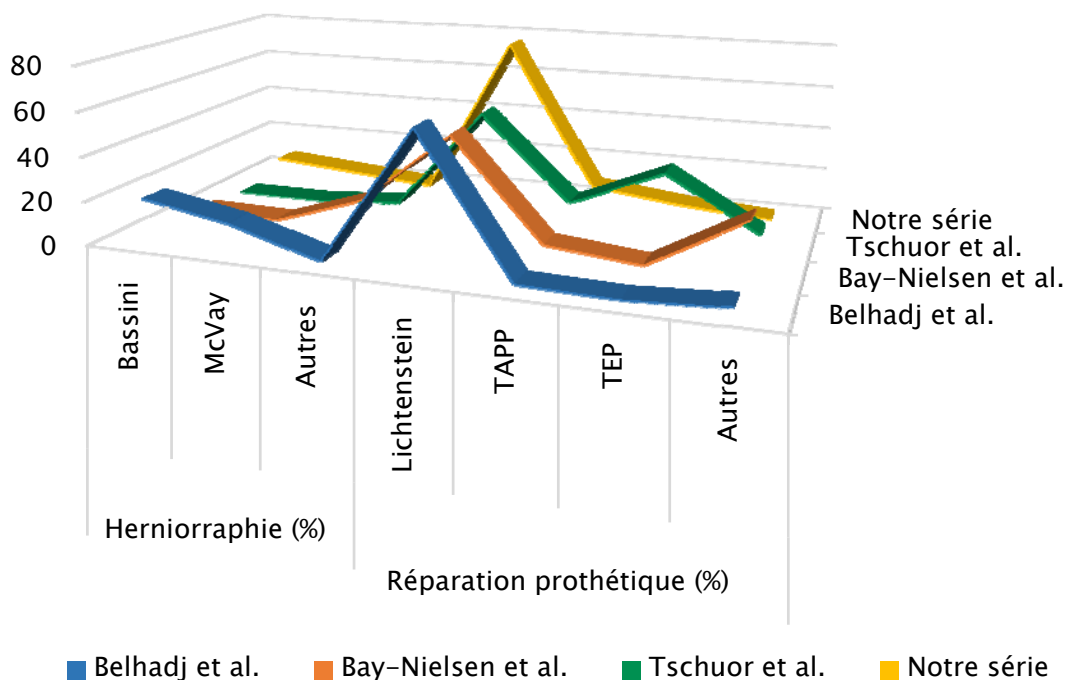 80
60
40
20
0
Notre série
Tschuor et al.
Bay-Nielsen et al.
Belhadj et al.
Bassini
McVay
Autres
Lichtenstein
TAPP
TEP
Autres
Herniorraphie (%)
Réparation prothétique (%)
Belhadj et al. Bay-Nielsen et al. Tschuor et al. Notre série